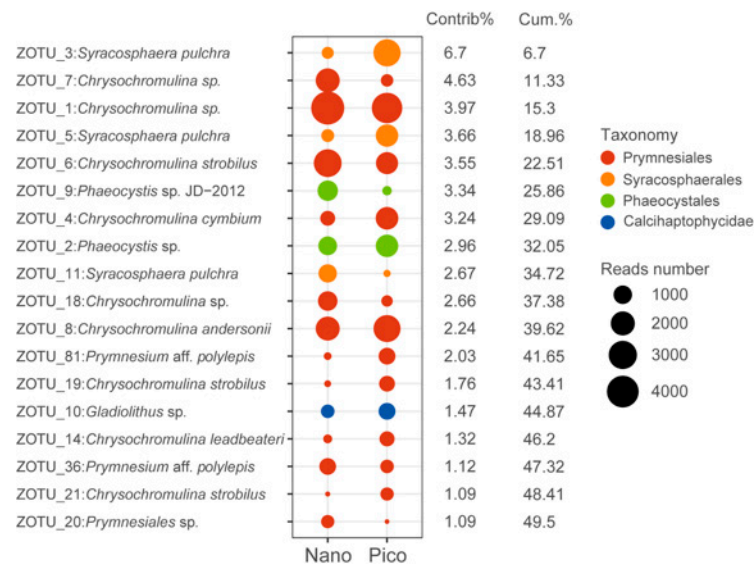 Contrib% Cum.%
ZOTU_3:Syracosphaera pulchra 6.7 6.7
ZOTU_7:Chrysochromulina sp. 4.63 11.33
ZOTU_1:Chrysochromulina sp. 3.97 15.3
ZOTU_5:Syracosphaera pulchra 3.66 18.96
ZOTU_6:Chrysochromulina strobilus 3.55 22.51
ZOTU_9:Phaeocystis sp. JD−2012 3.34 25.86
ZOTU_4:Chrysochromulina cymbium 3.24 29.09
ZOTU_2:Phaeocystis sp. 2.96 32.05
ZOTU_11:Syracosphaera pulchra 2.67 34.72
ZOTU_18:Chrysochromulina sp. 2.66 37.38
ZOTU_8:Chrysochromulina andersonii 2.24 39.62
ZOTU_81:Prymnesium aff. polylepis 2.03 41.65
ZOTU_19:Chrysochromulina strobilus 1.76 43.41
ZOTU_10:Gladiolithus sp. 1.47 44.87
ZOTU_14:Chrysochromulina leadbeateri 1.32 46.2
ZOTU_36:Prymnesium aff. polylepis 1.12 47.32
ZOTU_21:Chrysochromulina strobilus 1.09 48.41
ZOTU_20:Prymnesiales sp. 1.09 49.5
Nano Pico
Taxonomy
Prymnesiales
Syracosphaerales
Phaeocystales
Calcihaptophycidae
Reads number
1000
2000
3000
4000